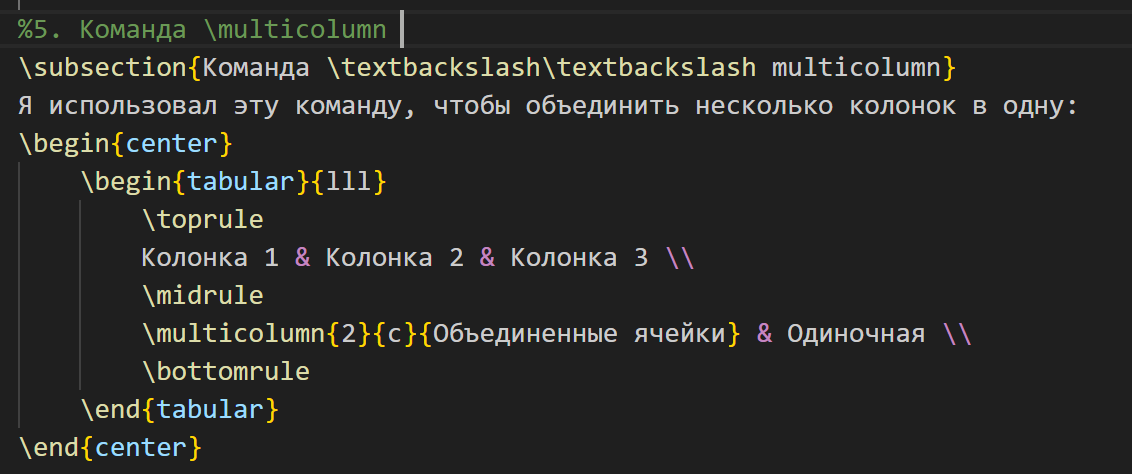 %5. Команда \multicolumn
\subsection{Команда \textbackslash\textbackslash multicolumn}
Я использовал эту команду, чтобы объединить несколько колонок в одну:
\begin{center}
\begin{tabular}{lll}
\toprule
Колонка 1 & Колонка 2 & Колонка 3 \\
\midrule
\multicolumn{2}{c}{Объединенные ячейки} & Одиночная \\
\bottomrule
\end{tabular}
\end{center}